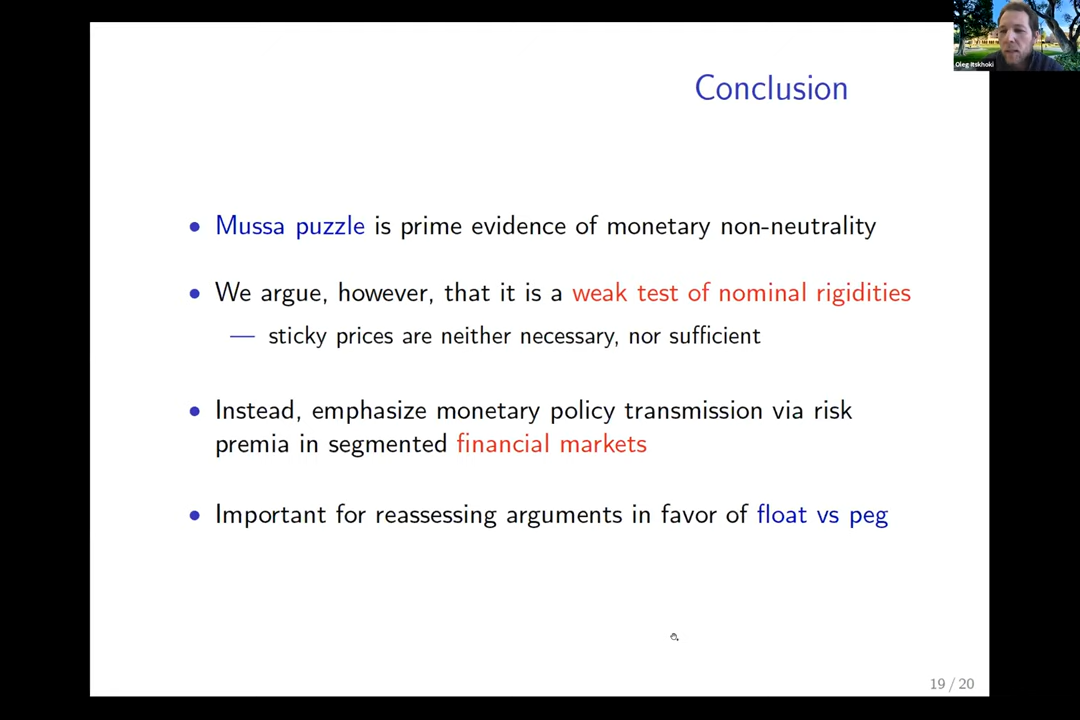 Oleg Itskhoki
Conclusion
• Mussa puzzle is prime evidence of monetary non-neutrality
• We argue, however, that it is a weak test of nominal rigidities
— sticky prices are neither necessary, nor sufficient
• Instead, emphasize monetary policy transmission via risk
premia in segmented financial markets
• Important for reassessing arguments in favor of float vs peg
19 / 20